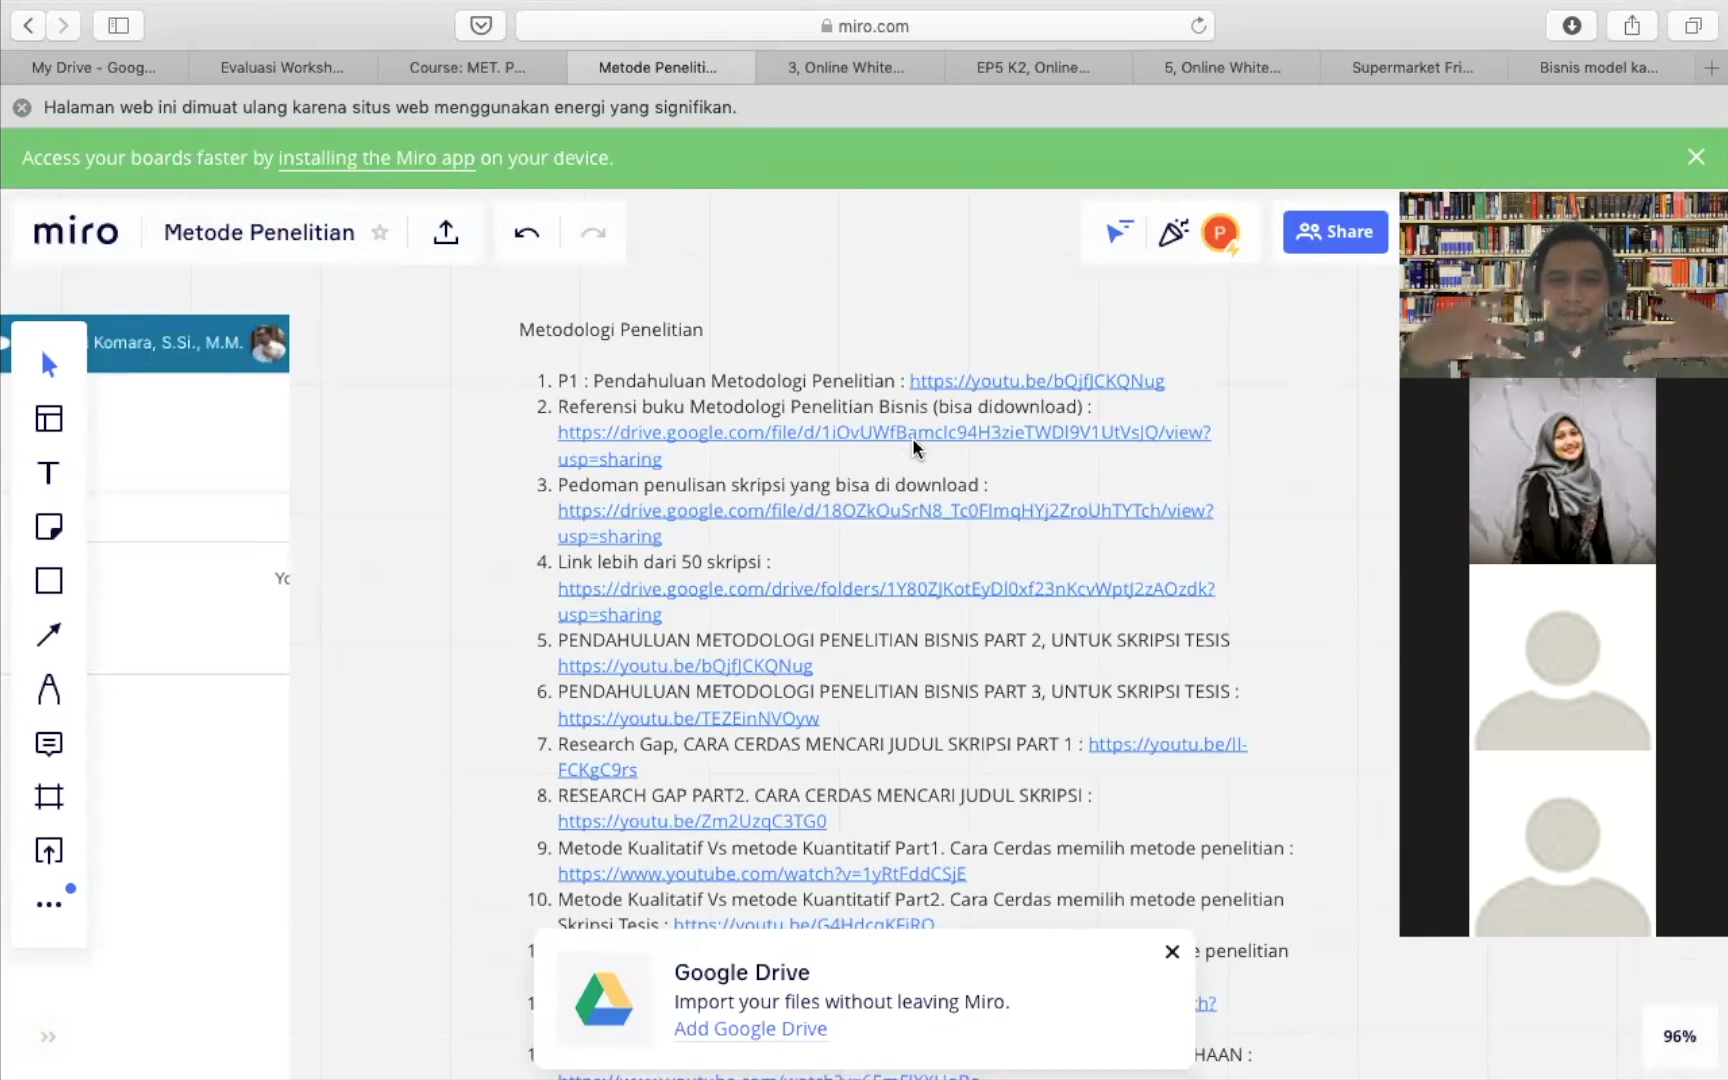 miro.com
My Drive - Goog...
Evaluasi Worksh...
Course: MET. P...
Metode Peneliti...
3, Online White...
EP5 K2, Online...
5, Online White...
Supermarket Fri...
Bisnis model ka...
Halaman web ini dimuat ulang karena situs web menggunakan energi yang signifikan.
Access your boards faster by installing the Miro app on your device.
miro
Metode Penelitian
P
Share
Komara, S.Si., M.M.
Metodologi Penelitian
1. P1 : Pendahuluan Metodologi Penelitian : https://youtu.be/bQjfJCKQNug
2. Referensi buku Metodologi Penelitian Bisnis (bisa didownload) :
https://drive.google.com/file/d/1iOvUWfBamclc94H3zieTWDl9V1UtVsJQ/view?
usp=sharing
3. Pedoman penulisan skripsi yang bisa di download :
https://drive.google.com/file/d/18OZkOuSrN8_Tc0FImqHYj2ZroUhTYTch/view?
usp=sharing
4. Link lebih dari 50 skripsi :
https://drive.google.com/drive/folders/1Y80ZJKotEyDl0xf23nKcvWptJ2zAOzdk?
usp=sharing
5. PENDAHULUAN METODOLOGI PENELITIAN BISNIS PART 2, UNTUK SKRIPSI TESIS
https://youtu.be/bQjfJCKQNug
6. PENDAHULUAN METODOLOGI PENELITIAN BISNIS PART 3, UNTUK SKRIPSI TESIS :
https://youtu.be/TEZEinNVOyw
7. Research Gap, CARA CERDAS MENCARI JUDUL SKRIPSI PART 1 : https://youtu.be/lI-
FCKgC9rs
8. RESEARCH GAP PART2. CARA CERDAS MENCARI JUDUL SKRIPSI :
https://youtu.be/Zm2UzqC3TG0
9. Metode Kualitatif Vs metode Kuantitatif Part1. Cara Cerdas memilih metode penelitian :
https://www.youtube.com/watch?v=1yRtFddCSjE
10. Metode Kualitatif Vs metode Kuantitatif Part2. Cara Cerdas memilih metode penelitian
Skripsi Tesis : https://youtu.be/G4HdcqKFiRQ
penelitian
Google Drive
Import your files without leaving Miro.
Add Google Drive
HAAN :
96%